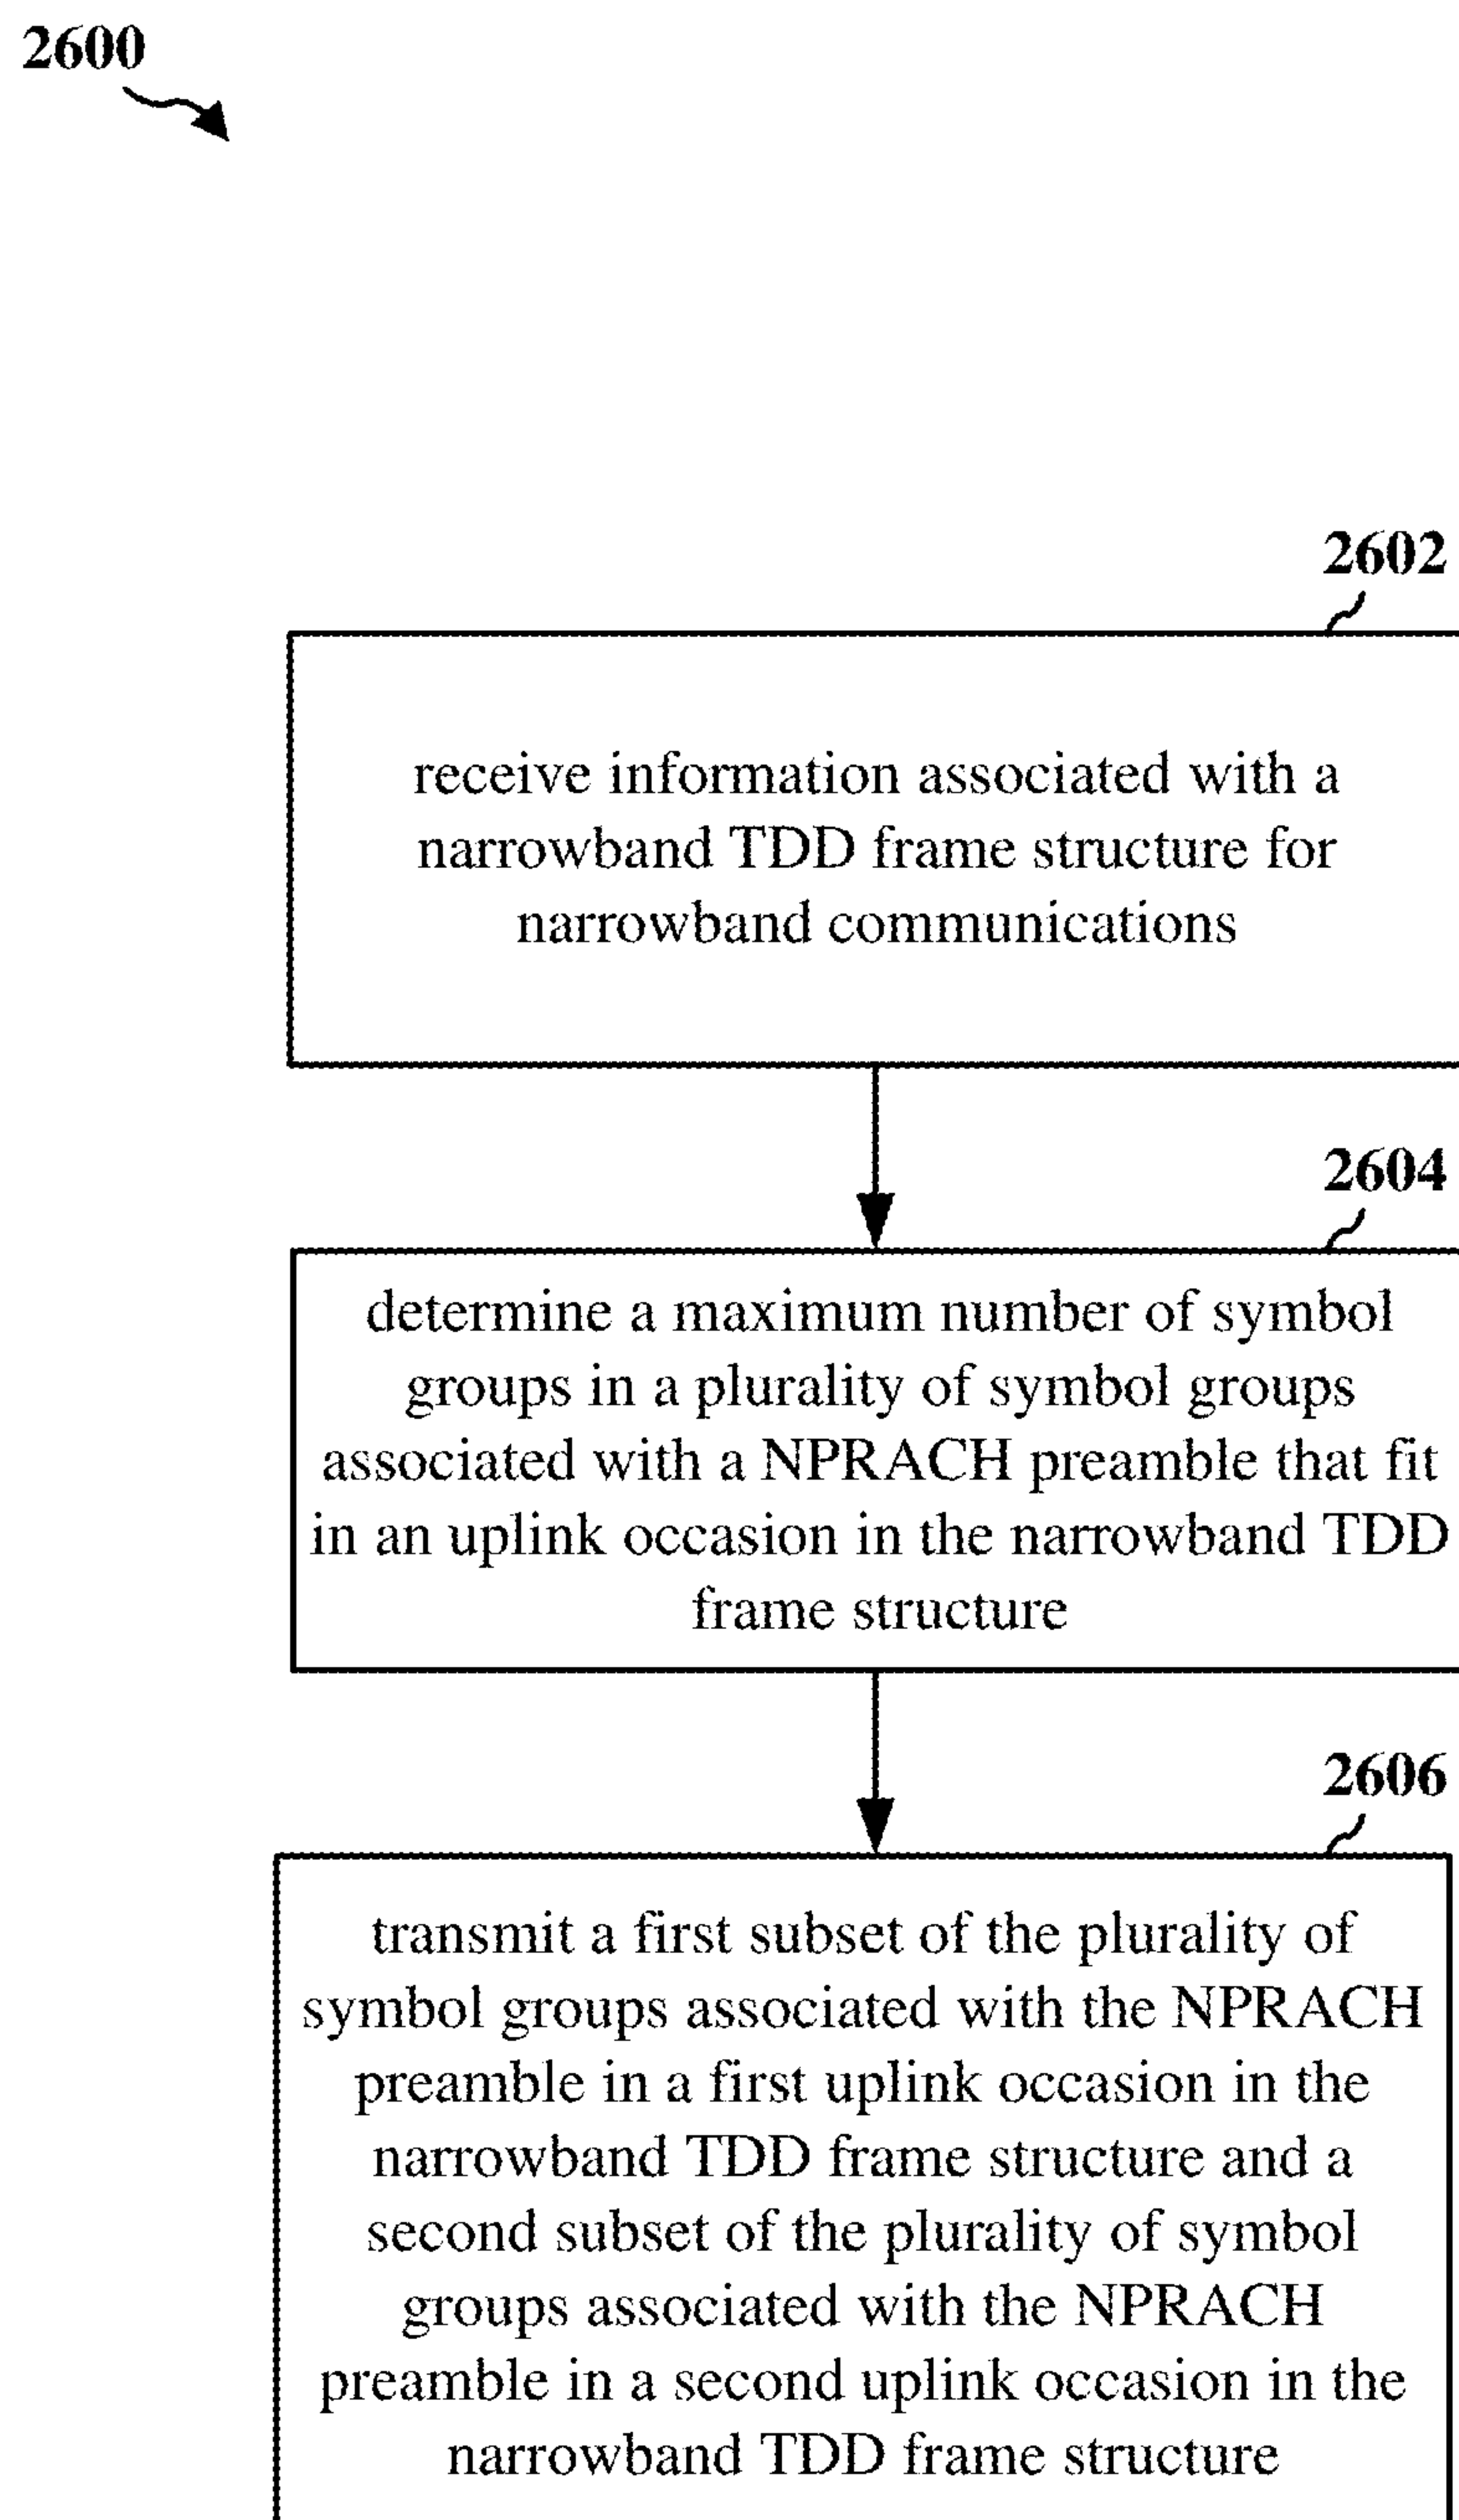 2600
2602
receive information associated with a
narrowband TDD frame structure for
narrowband communications
2604
determine a maximum number of symbol
groups in a plurality of symbol groups
associated with a NPRACH preamble that fit
in an uplink occasion in the narrowband TDD
frame structure
2606
transmit a first subset of the plurality of
symbol groups associated with the NPRACH
preamble in a first uplink occasion in the
narrowband TDD frame structure and a
second subset of the plurality of symbol
groups associated with the NPRACH
preamble in a second uplink occasion in the
narrowband TDD frame structure